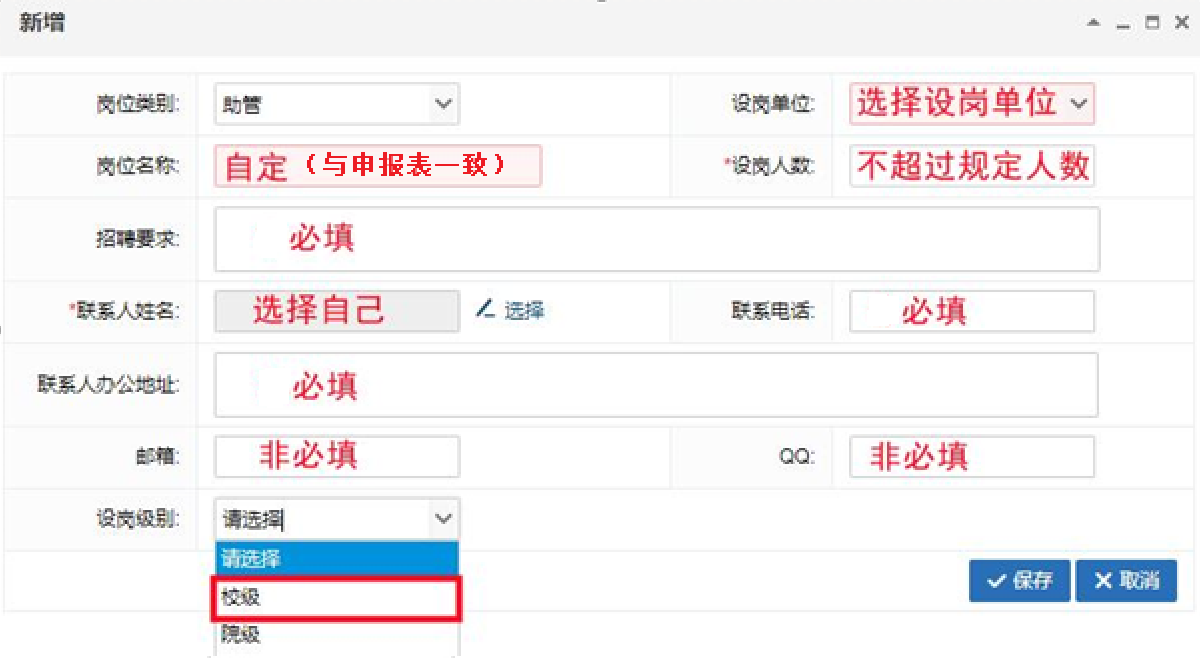 新增
岗位类别: 助管 设岗单位: 选择设岗单位
岗位名称: 自定（与申报表一致） *设岗人数: 不超过规定人数
招聘要求: 必填
*联系人姓名: 选择自己 选择 联系电话: 必填
联系人办公地址: 必填
邮箱: 非必填 QQ: 非必填
设岗级别: 请选择
请选择
校级
院级
保存 取消